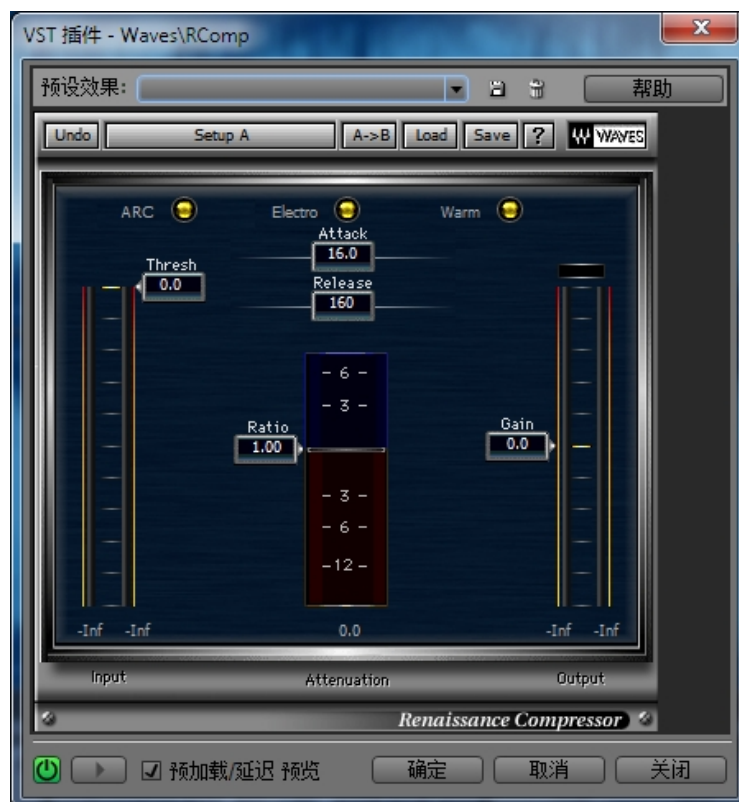 VST 插件 - Waves\RComp
预设效果: 帮助
Undo Setup A A->B Load Save ? WAVES
ARC Electro Warm
Attack
16.0
Thresh
0.0
Release
160
- 6 -
- 3 -
Ratio
1.00
Gain
0.0
- 3 -
- 6 -
-12-
-Inf -Inf 0.0 -Inf -Inf
Input Attenuation Output
Renaissance Compressor
预加载/延迟 预览 确定 取消 关闭